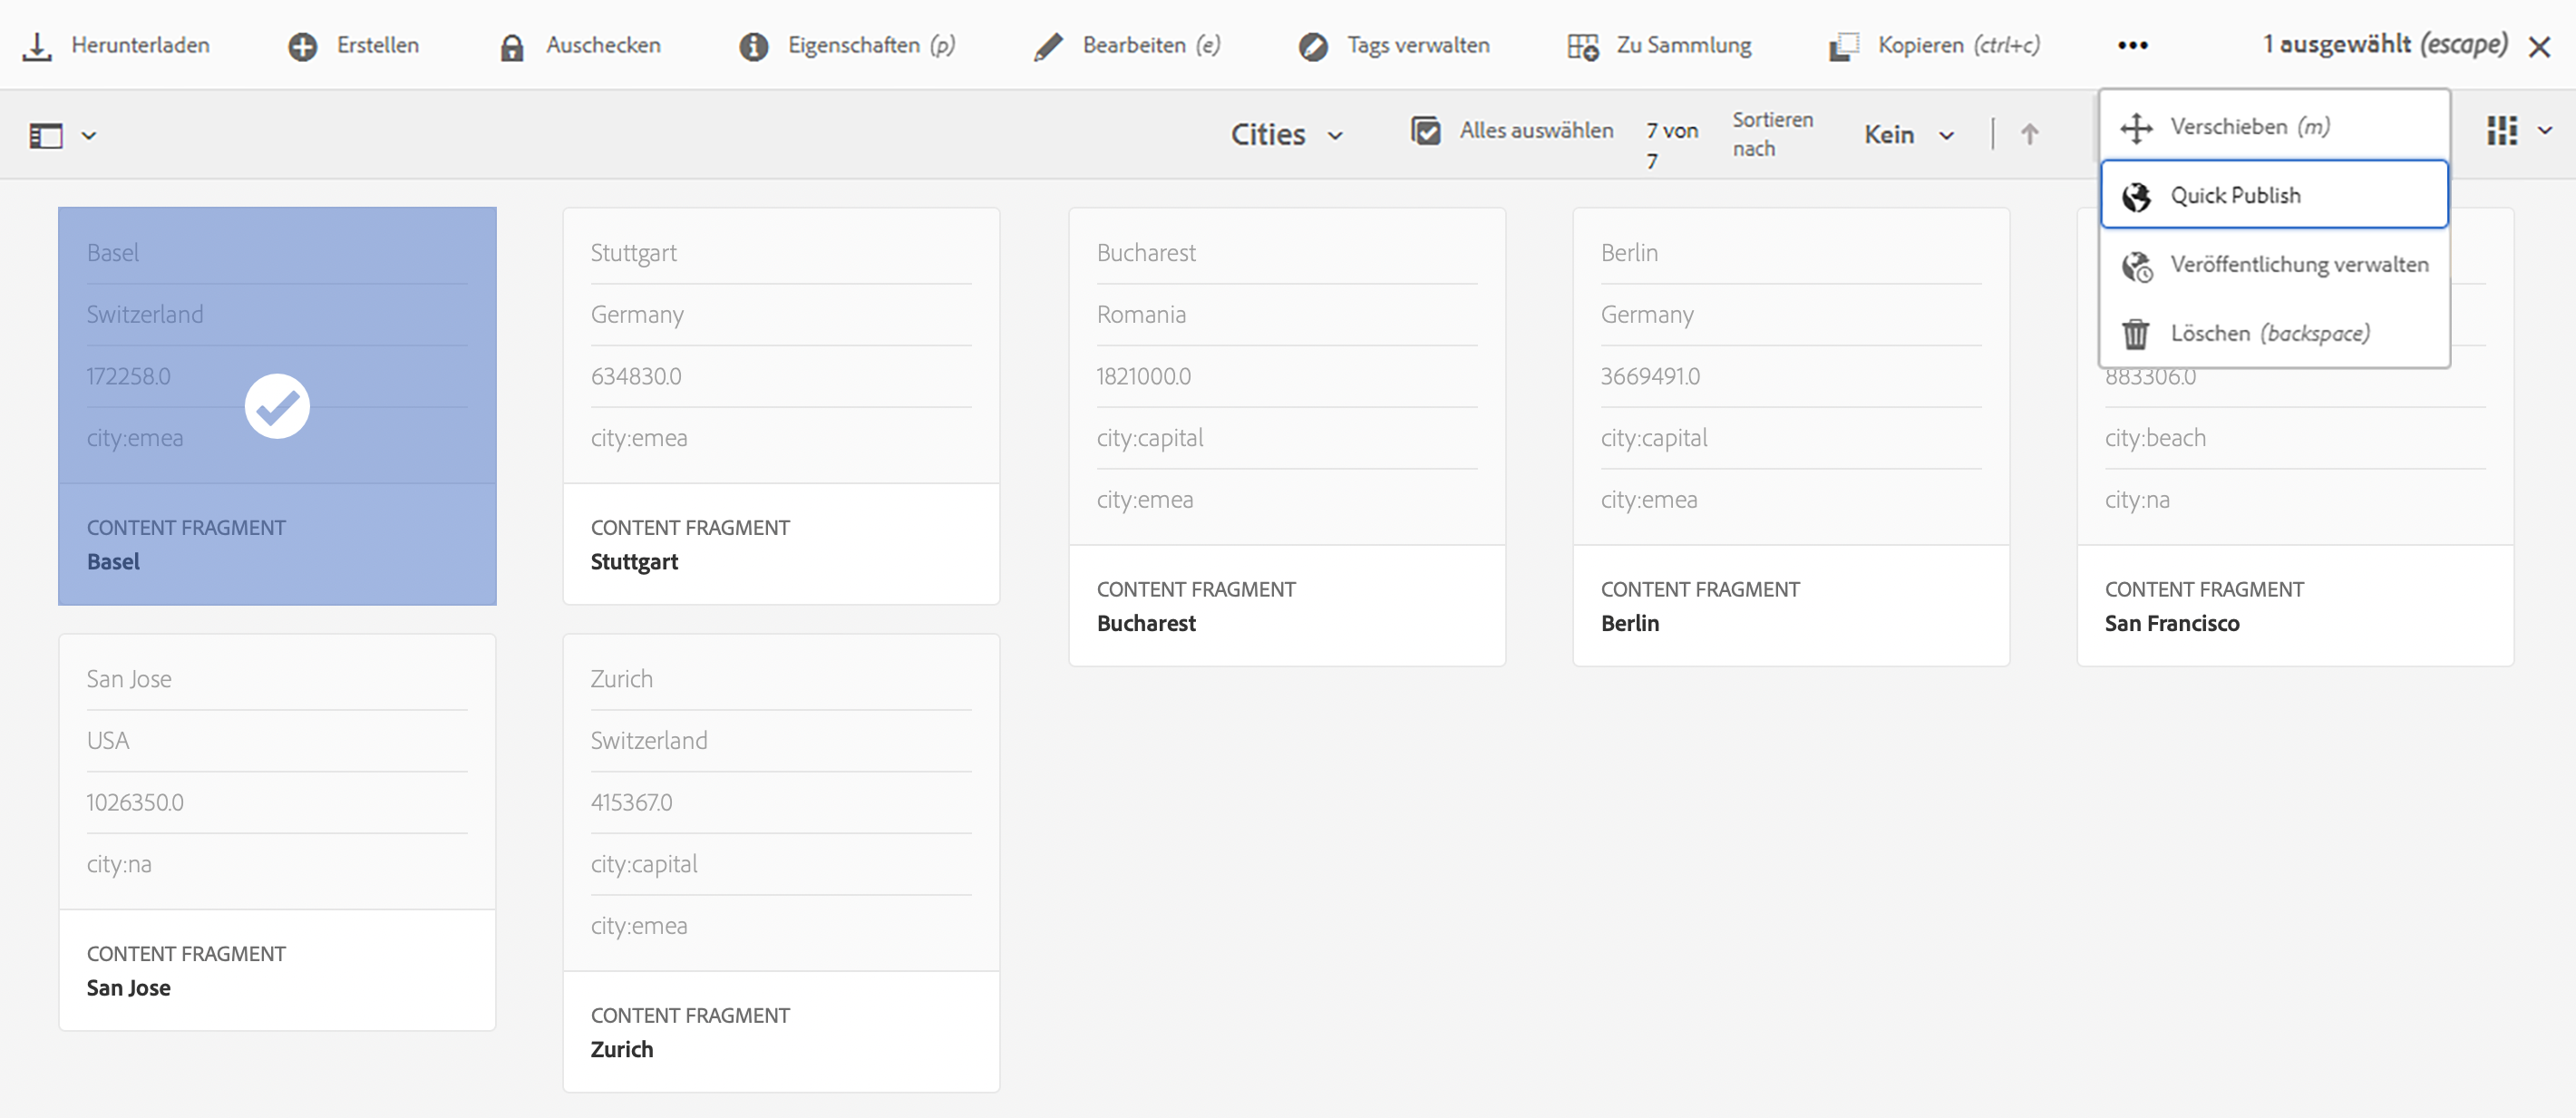 Herunterladen
Erstellen
Auschecken
Eigenschaften (p)
Bearbeiten (e)
Tags verwalten
Zu Sammlung
Kopieren (ctrl+c)
1 ausgewählt (escape)
Cities
Alles auswählen
7 von
7
Sortieren
nach
Kein
Verschieben (m)
Quick Publish
Veröffentlichung verwalten
Löschen (backspace)
Basel
Switzerland
172258.0
city:emea
CONTENT FRAGMENT
Basel
Stuttgart
Germany
634830.0
city:emea
CONTENT FRAGMENT
Stuttgart
Bucharest
Romania
1821000.0
city:capital
city:emea
CONTENT FRAGMENT
Bucharest
Berlin
Germany
3669491.0
city:capital
city:emea
CONTENT FRAGMENT
Berlin
883306.0
city:beach
city:na
CONTENT FRAGMENT
San Francisco
San Jose
USA
1026350.0
city:na
CONTENT FRAGMENT
San Jose
Zurich
Switzerland
415367.0
city:capital
city:emea
CONTENT FRAGMENT
Zurich